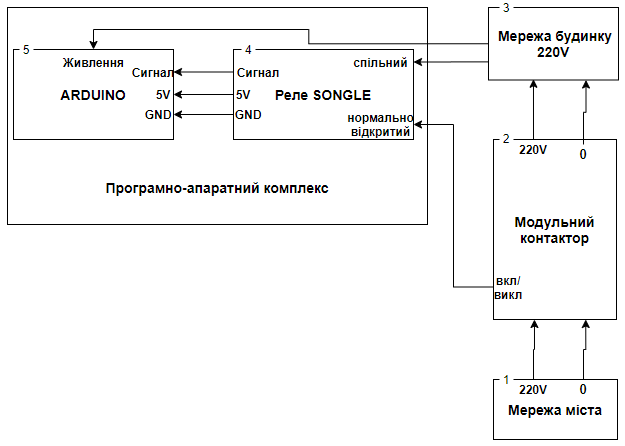 5
Живлення
Сигнал
ARDUINO
5V
GND
4
спільний
Сигнал
5V
Реле SONGLE
GND
нормально
відкритий
Програмно-апаратний комплекс
3
Мережа будинку
220V
2
220V
0
Модульний
контактор
вкл/
викл
1
220V
0
Мережа міста